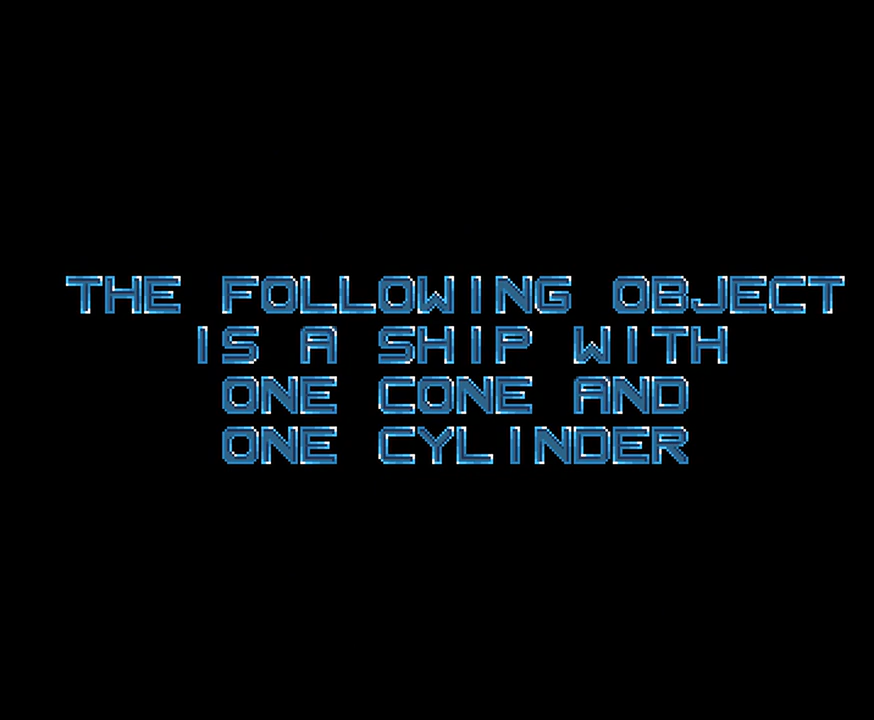 THE FOLLOWING OBJECT
IS A SHIP WITH
ONE CONE AND
ONE CYLINDER